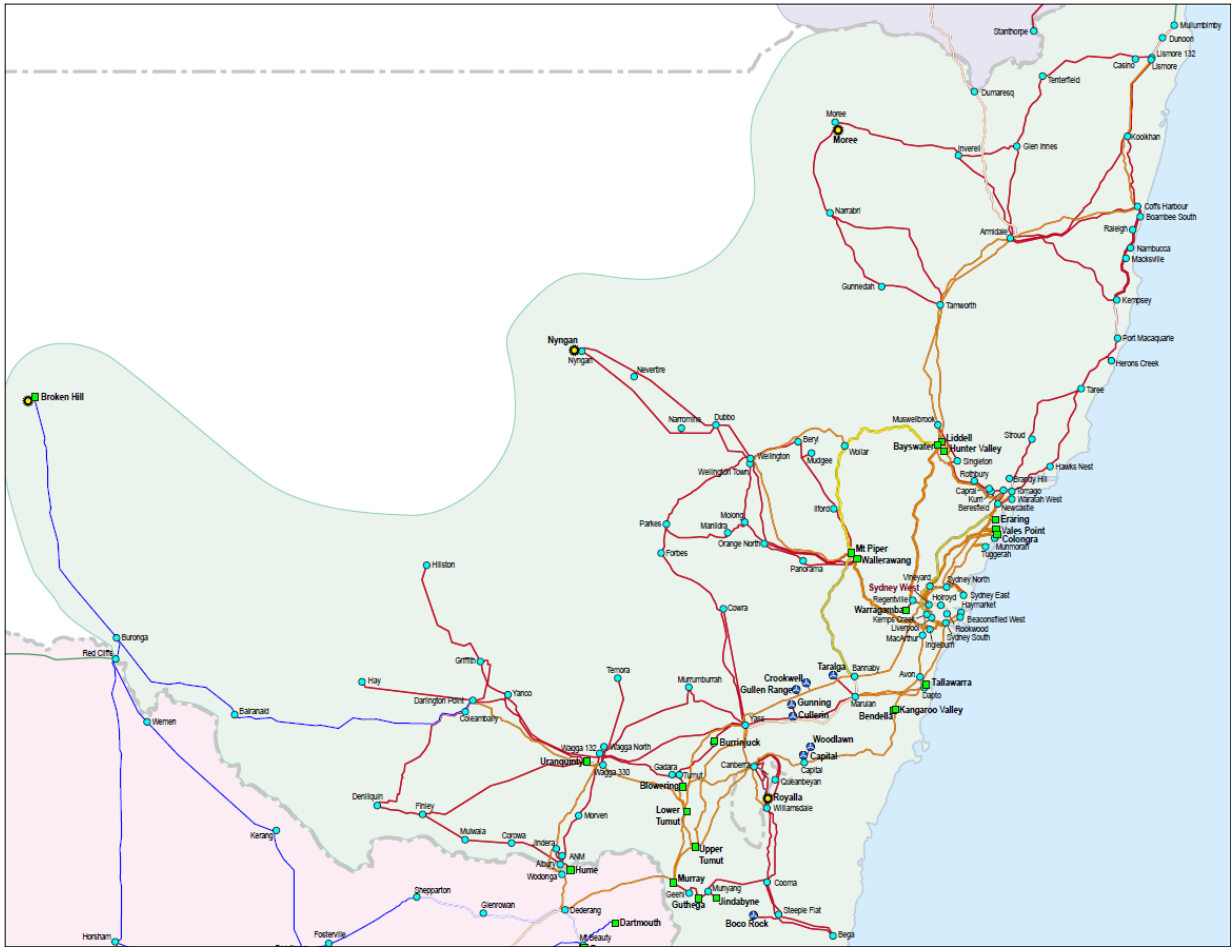 Mullumbimby
Dunoon
Stanthorpe
Lismore 132
Casino
Lismore
Tenterfield
Dumaresq
Moree
Moree
Koolkhan
Inverell
Glen Innes
Coffs Harbour
Narrabri
Boambee South
Raleigh
Armidale
Nambucca
Macksville
Gunnedah
Kempsey
Tamworth
Port Macquarie
Nyngan
Nyngan
Herons Creek
Nevertire
Taree
Broken Hill
Dubbo
Muswellbrook
Narromine
Stroud
Beryl
Liddell
Bayswater
Wollar
Hunter Valley
Wellington
Mudgee
Singleton
Wellington Town
Hawks Nest
Rothbury
Brandy Hill
Capral
Tomago
Kurri
Waratah West
Beresfield
Newcastle
Ilford
Molong
Eraring
Parkes
Manildra
Vales Point
Colongra
Orange North
Munmorah
Mt Piper
Tuggerah
Forbes
Wallerawang
Panorama
Hillston
Vineyard
Sydney North
Sydney West
Regentville
Holroyd
Sydney East
Haymarket
Cowra
Warragamba
Kemps Creek
Beaconsfield West
Liverpool
Rookwood
MacArthur
Sydney South
Buronga
Ingleburn
Red Cliffs
Griffith
Temora
Taralga
Bannaby
Avon
Hay
Crookwell
Murrumburrah
Gullen Range
Tallawarra
Yanco
Dapto
Darlington Point
Marulan
Gunning
Kangaroo Valley
Balranald
Coleambally
Cullerin
Bendella
Wemen
Yass
Woodlawn
Wagga 132
Wagga North
Burrinjuck
Capital
Uranquinty
Canberra
Capital
Wagga 330
Gadara
Tumut
Queanbeyan
Blowering
Deniliquin
Royalla
Finley
Lower
Tumut
Williamsdale
Morven
Kerang
Mulwala
Corowa
Jindera
Upper
Tumut
ANM
Albury
Hume
Wodonga
Murray
Cooma
Shepparton
Geehi
Munyang
Guthega
Jindabyne
Glenrowan
Dederang
Steeple Flat
Boco Rock
Dartmouth
Bega
Horsham
Fosterville
Mt Beauty